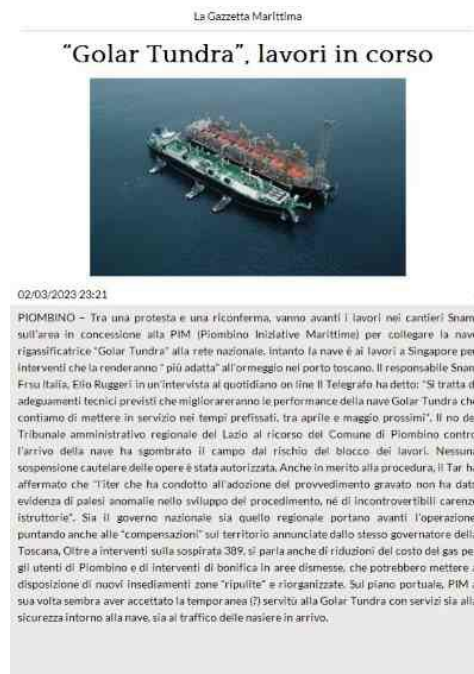 La Gazzetta Marittima
“Golar Tundra”, lavori in corso
02/03/2023 23:21
PIOMBINO – Tra una protesta e una riconferma, vanno avanti i lavori nei cantieri Snam
sull'area in concessione alla PIM (Piombino Iniziative Marittime) per collegare la nave
rigassificatrice "Golar Tundra" alla rete nazionale. Intanto la nave è ai lavori a Singapore per
interventi che la renderanno " più adatta" all'ormeggio nel porto toscano. Il responsabile Snam
Frsu Italia, Elio Ruggeri in un'intervista al quotidiano on line Il Telegrafo ha detto: "Si tratta di
adeguamenti tecnici previsti che miglioreranno le performance della nave Golar Tundra che
contiamo di mettere in servizio nei tempi prefissati, tra aprile e maggio prossimi". Il no del
Tribunale amministrativo regionale del Lazio al ricorso del Comune di Piombino contro
l'arrivo della nave ha sgombrato il campo dal rischio del blocco dei lavori. Nessuna
sospensione cautelare delle opere è stata autorizzata. Anche in merito alla procedura, il Tar ha
affermato che "l'iter che ha condotto all'adozione del provvedimento gravato non ha dato
evidenza di palesi anomalie nello sviluppo del procedimento, né di incontrovertibili carenze
istruttorie". Sia il governo nazionale sia quello regionale portano avanti l'operazione,
puntando anche alle "compensazioni" sul territorio annunciate dallo stesso governatore della
Toscana, Oltre a interventi sulla sospirata 389, si parla anche di riduzioni del costo del gas per
gli utenti di Piombino e di interventi di bonifica in aree dismesse, che potrebbero mettere a
disposizione di nuovi insediamenti zone "ripulite" e riorganizzate. Sul piano portuale, PIM a
sua volta sembra aver accettato la temporanea (?) servitù alla Golar Tundra con servizi sia alla
sicurezza intorno alla nave, sia al traffico delle nasiere in arrivo.